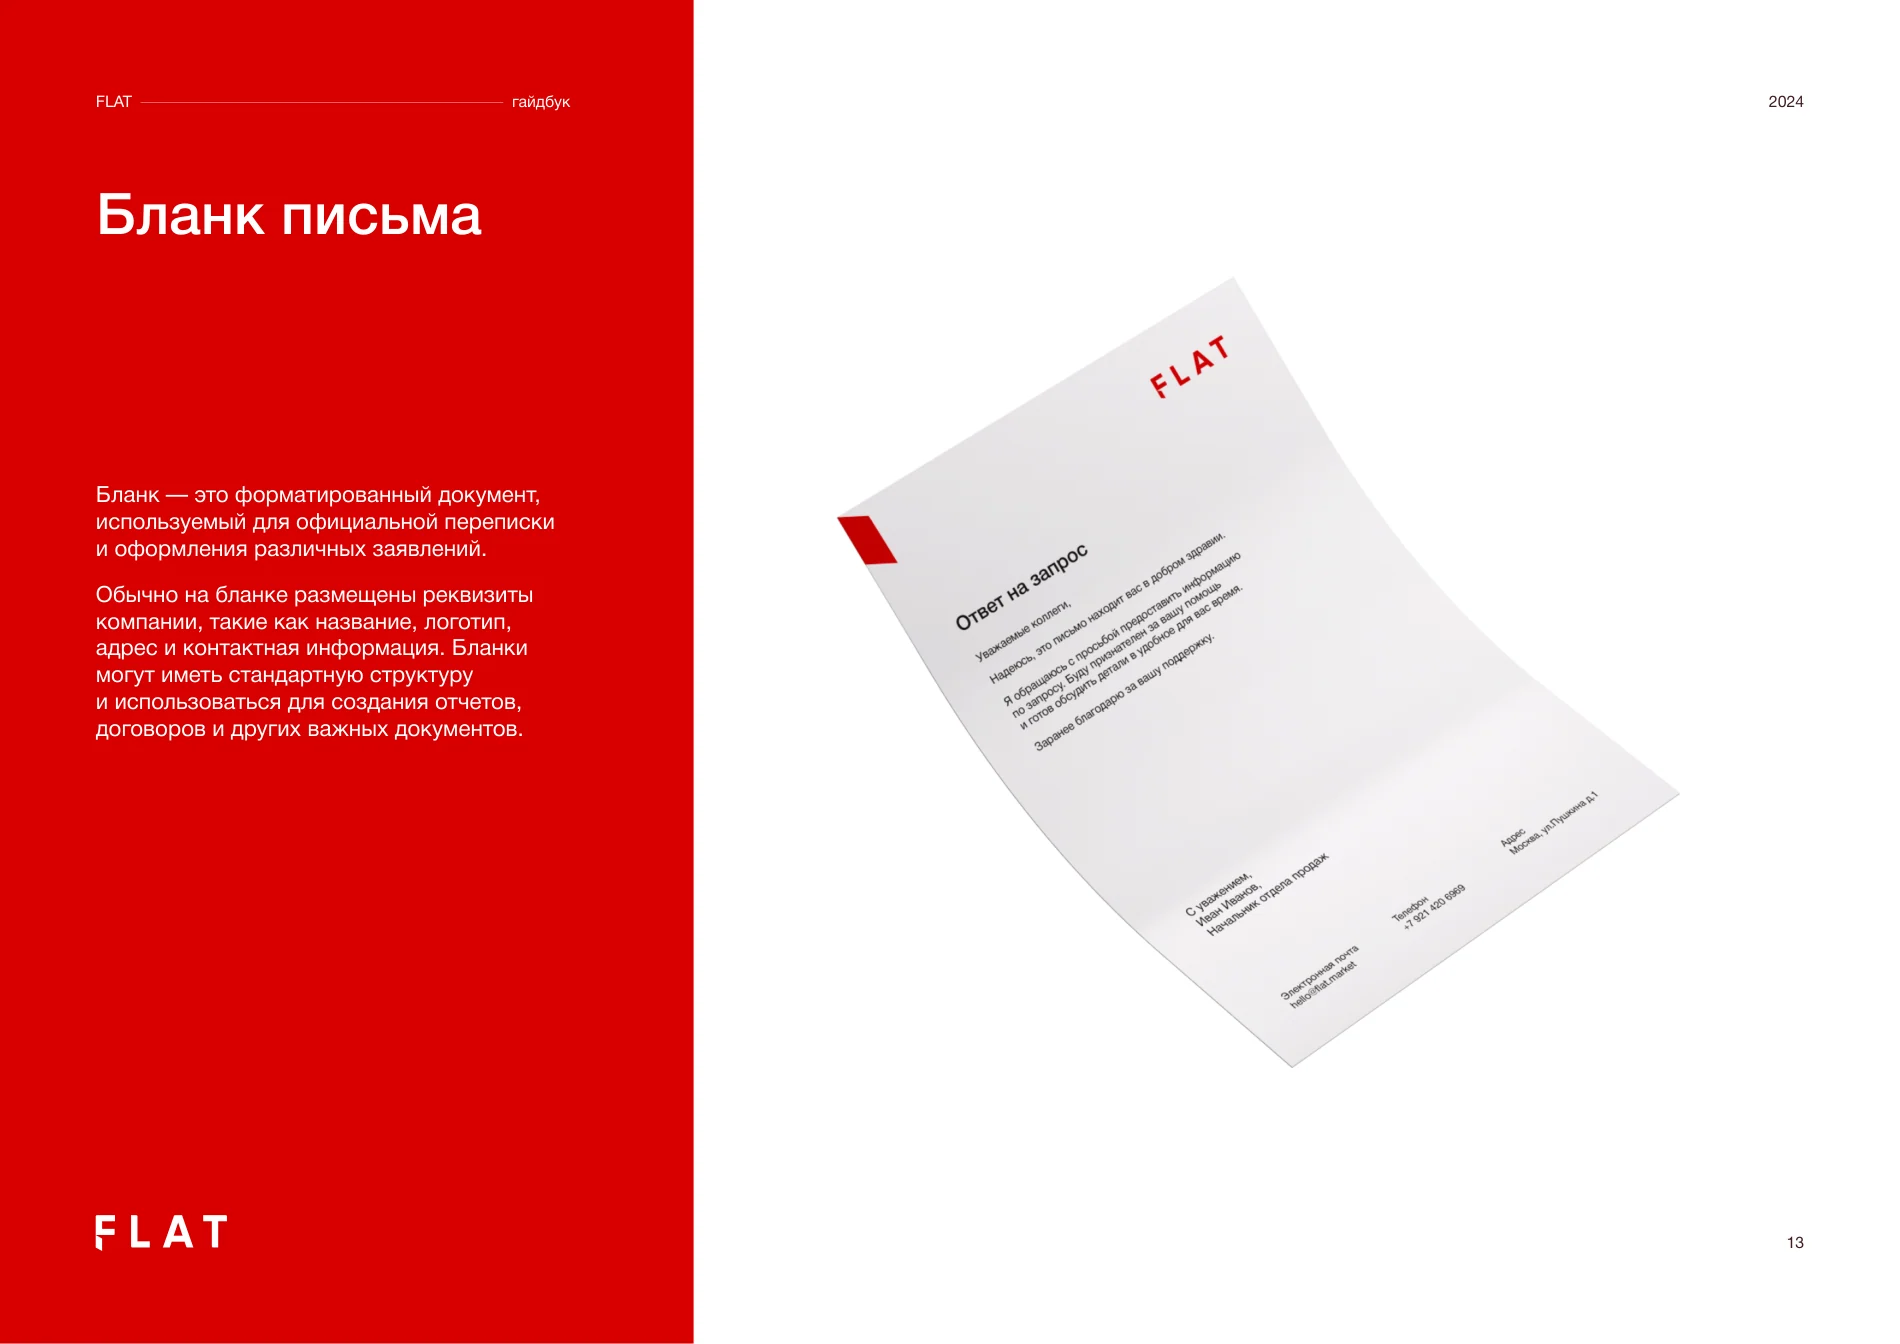 FLAT гайдбук 2024
Бланк письма
Бланк — это форматированный документ,
используемый для официальной переписки
и оформления различных заявлений.
Обычно на бланке размещены реквизиты
компании, такие как название, логотип,
адрес и контактная информация. Бланки
могут иметь стандартную структуру
и использоваться для создания отчетов,
договоров и других важных документов.
FLAT
FLAT
Ответ на запрос
Уважаемые коллеги,
Надеюсь, это письмо находит вас в добром здравии.
Я обращаюсь с просьбой предоставить информацию
по запросу. Буду признателен за вашу помощь
и готов обсудить детали в удобное для вас время.
Заранее благодарю за вашу поддержку.
С уважением,
Иван Иванов,
Начальник отдела продаж
Электронная почта
hello@flat.market
Телефон
+7 921 420 6969
Адрес
Москва, ул.Пушкина д.1
13